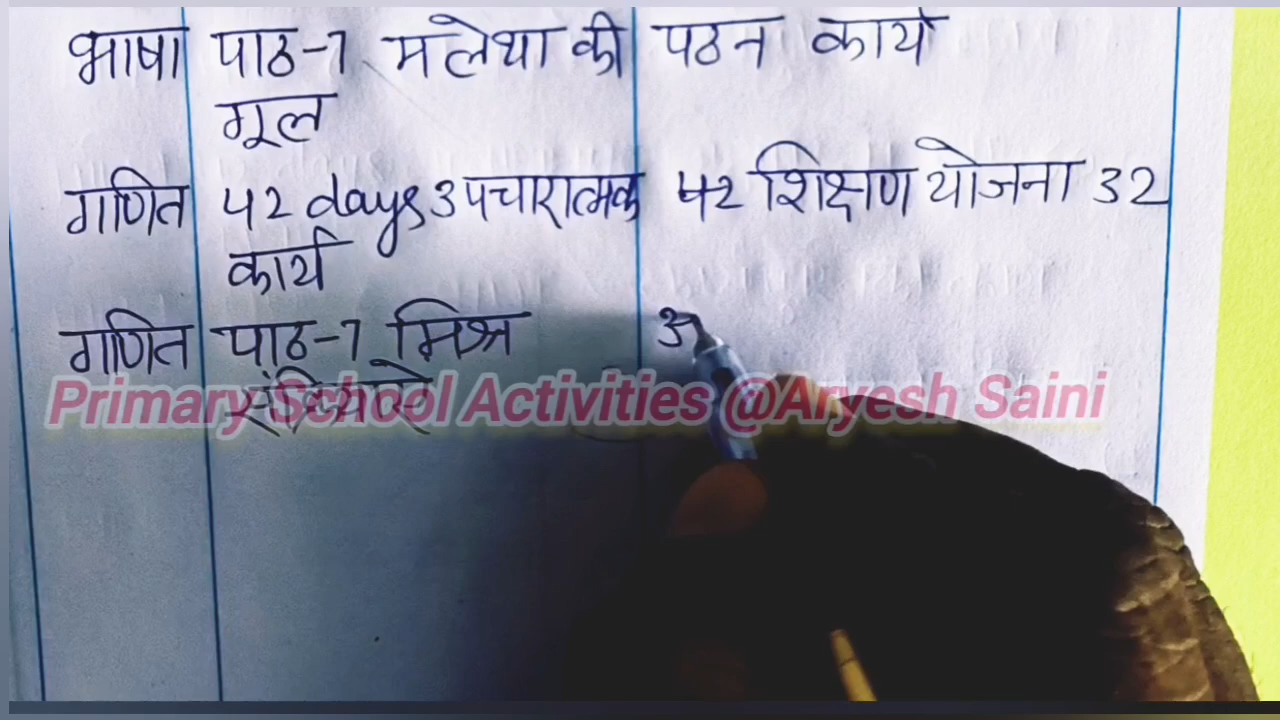 भाषा पाठ-7 मलेथा की पठन कार्य
गूल
गणित 42 days उपचारात्मक 42 शिक्षण योजना 32
कार्य
गणित पाठ-7 मिश्र
Primary School Activities @Aryesh Saini